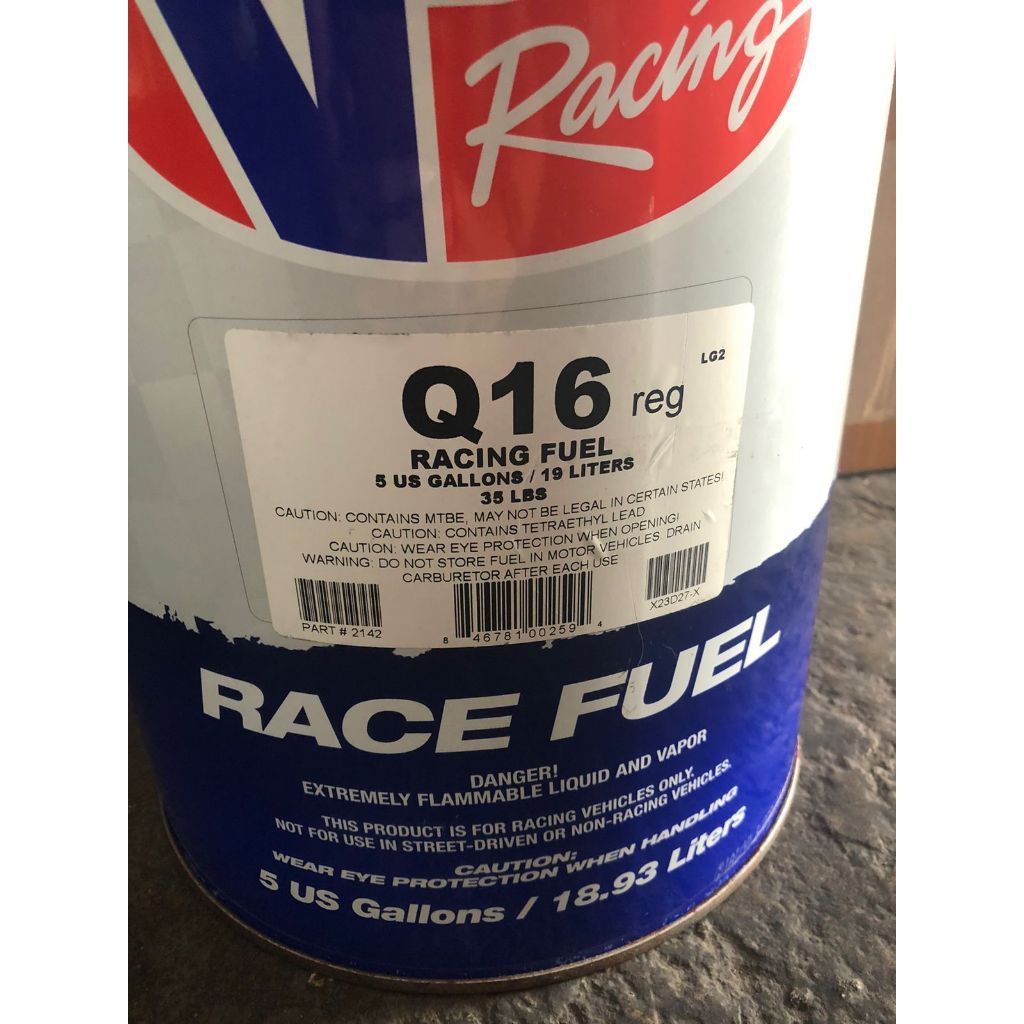 Racing
LG2
Q16 reg
RACING FUEL
5 US GALLONS / 19 LITERS
35 LBS
CAUTION: CONTAINS MTBE, MAY NOT BE LEGAL IN CERTAIN STATES!
CAUTION: CONTAINS TETRAETHYL LEAD
CAUTION: WEAR EYE PROTECTION WHEN OPENING!
WARNING: DO NOT STORE FUEL IN MOTOR VEHICLES. DRAIN
CARBURETOR AFTER EACH USE
PART # 2142
8 46781 00259 4
X23D27-X
RACE FUEL
DANGER!
EXTREMELY FLAMMABLE LIQUID AND VAPOR
THIS PRODUCT IS FOR RACING VEHICLES ONLY.
NOT FOR USE IN STREET-DRIVEN OR NON-RACING VEHICLES.
CAUTION:
WEAR EYE PROTECTION WHEN HANDLING
5 US Gallons / 18.93 Liters